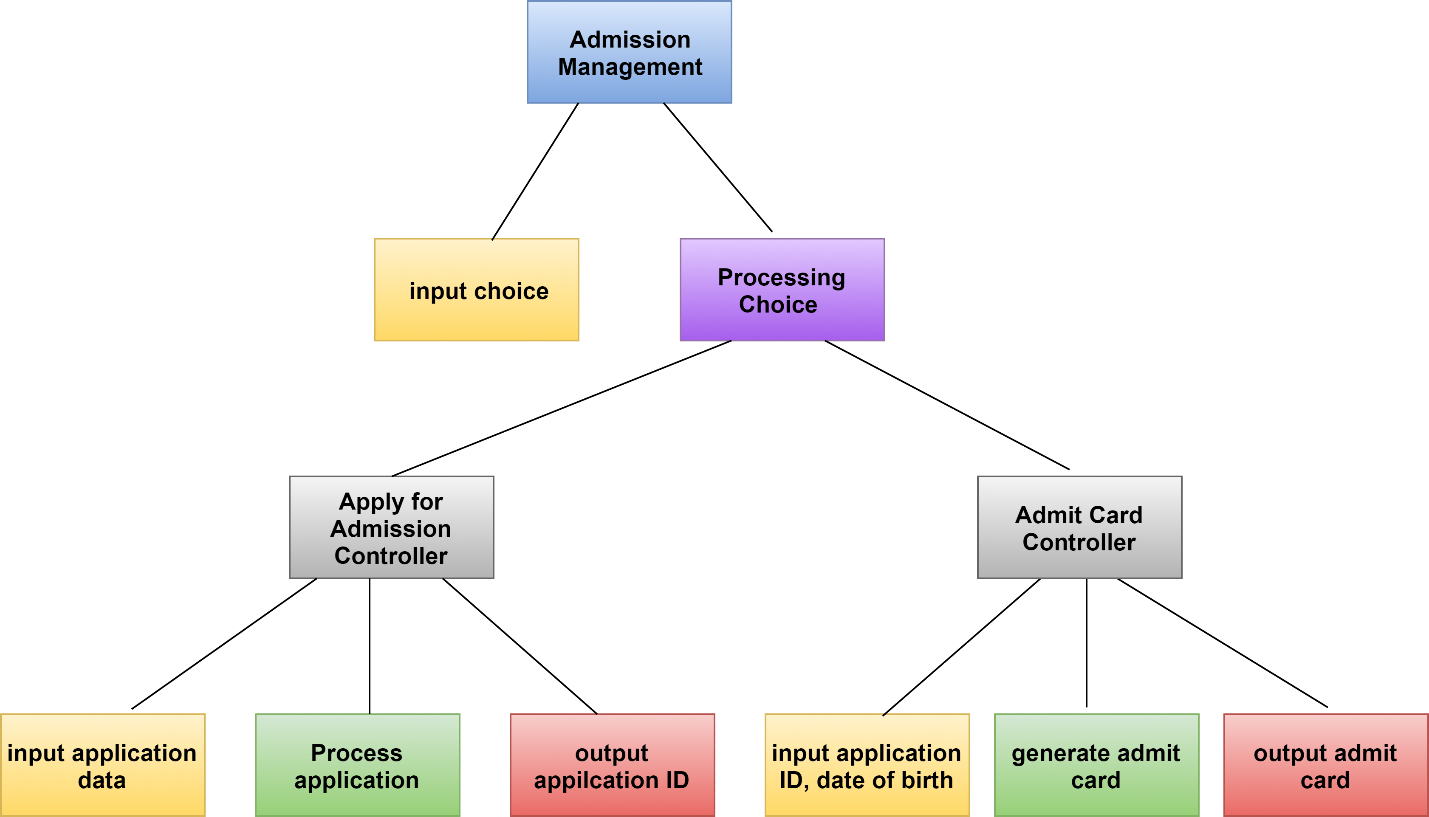 Admission
Management
input choice
Processing
Choice
Apply for
Admission
Controller
Admit Card
Controller
input application
data
Process
application
output
appilcation ID
input application
ID, date of birth
generate admit
card
output admit
card